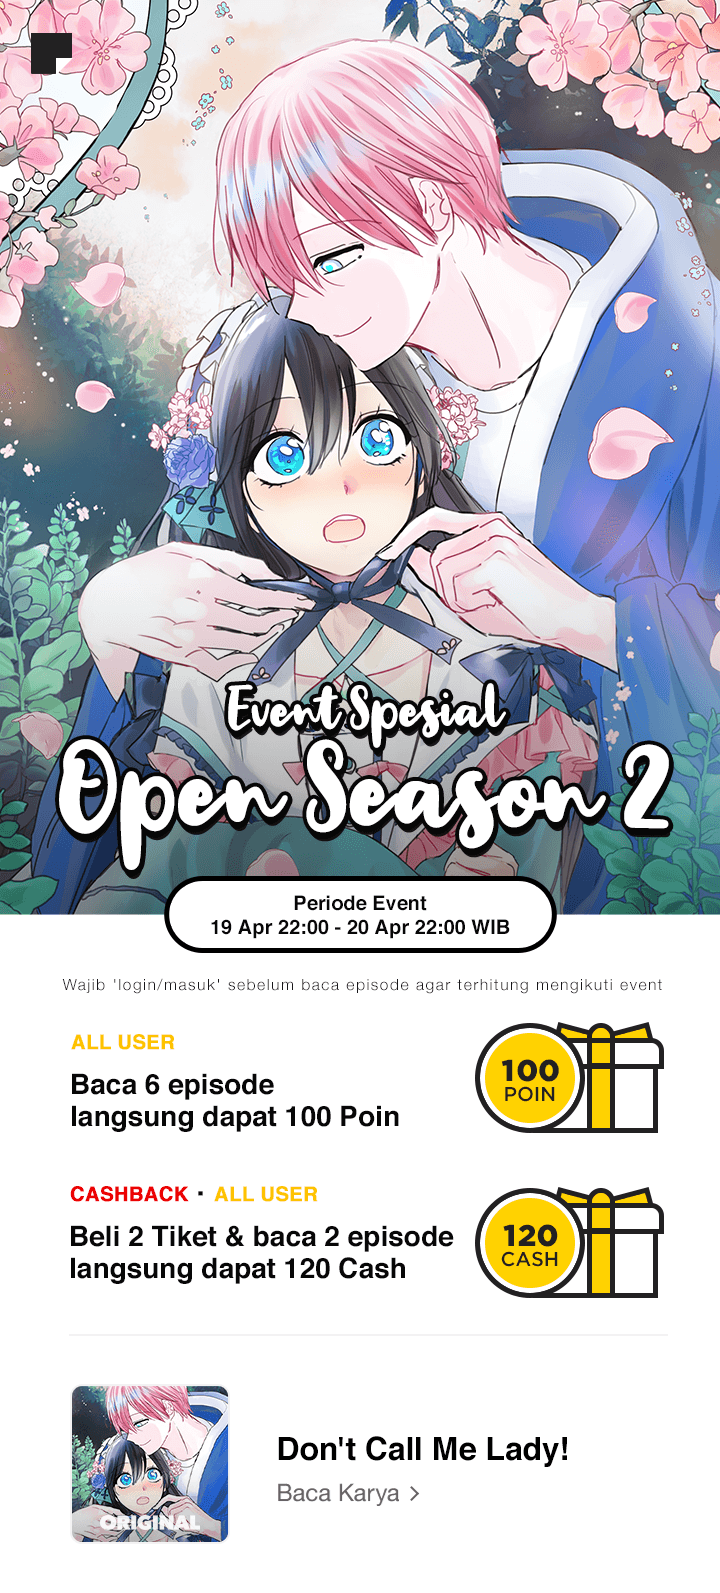 Event Spesial
Open Season 2
Periode Event
19 Apr 22:00 - 20 Apr 22:00 WIB
Wajib 'login/masuk' sebelum baca episode agar terhitung mengikuti event
ALL USER
Baca 6 episode
langsung dapat 100 Poin
100
POIN
CASHBACK · ALL USER
Beli 2 Tiket & baca 2 episode
langsung dapat 120 Cash
120
CASH
ORIGINAL
Don't Call Me Lady!
Baca Karya >